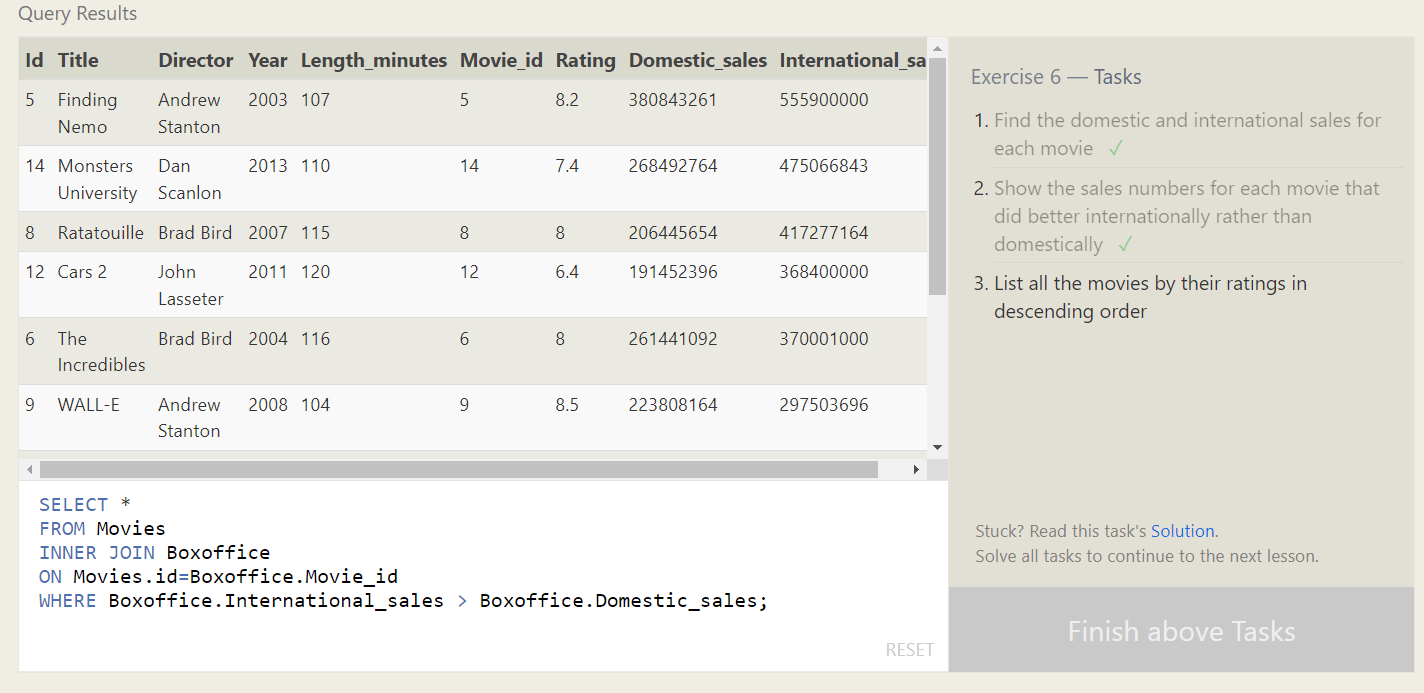 Query Results
Id Title Director Year Length_minutes Movie_id Rating Domestic_sales International_sa
5 Finding Nemo Andrew Stanton 2003 107 5 8.2 380843261 555900000
14 Monsters University Dan Scanlon 2013 110 14 7.4 268492764 475066843
8 Ratatouille Brad Bird 2007 115 8 8 206445654 417277164
12 Cars 2 John Lasseter 2011 120 12 6.4 191452396 368400000
6 The Incredibles Brad Bird 2004 116 6 8 261441092 370001000
9 WALL-E Andrew Stanton 2008 104 9 8.5 223808164 297503696
SELECT *
FROM Movies
INNER JOIN Boxoffice
ON Movies.id=Boxoffice.Movie_id
WHERE Boxoffice.International_sales > Boxoffice.Domestic_sales;
RESET
Exercise 6 — Tasks
1. Find the domestic and international sales for
each movie ✓
2. Show the sales numbers for each movie that
did better internationally rather than
domestically ✓
3. List all the movies by their ratings in
descending order
Stuck? Read this task's Solution.
Solve all tasks to continue to the next lesson.
Finish above Tasks